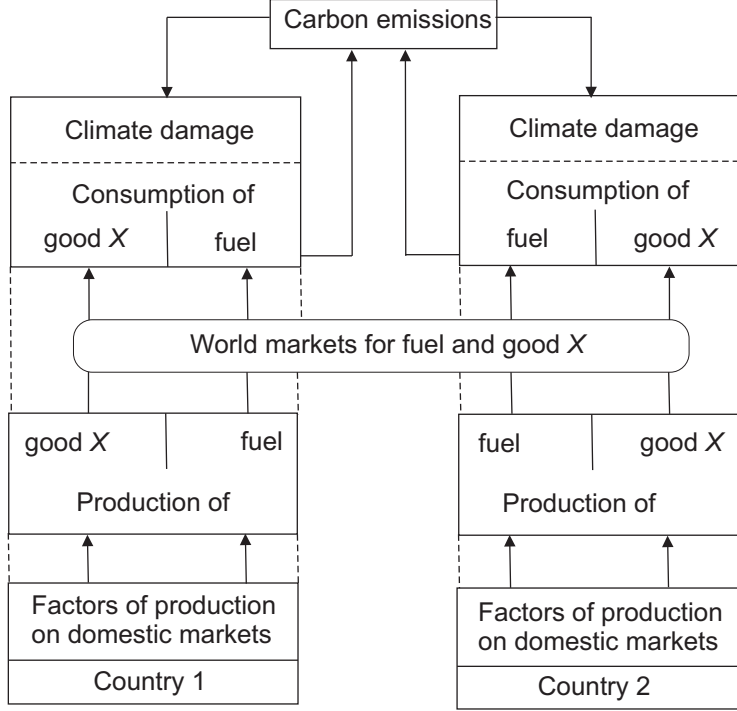 Carbon emissions
Climate damage
Consumption of
good X
fuel
Climate damage
Consumption of
fuel
good X
World markets for fuel and good X
good X
fuel
Production of
fuel
good X
Production of
Factors of production
on domestic markets
Country 1
Factors of production
on domestic markets
Country 2